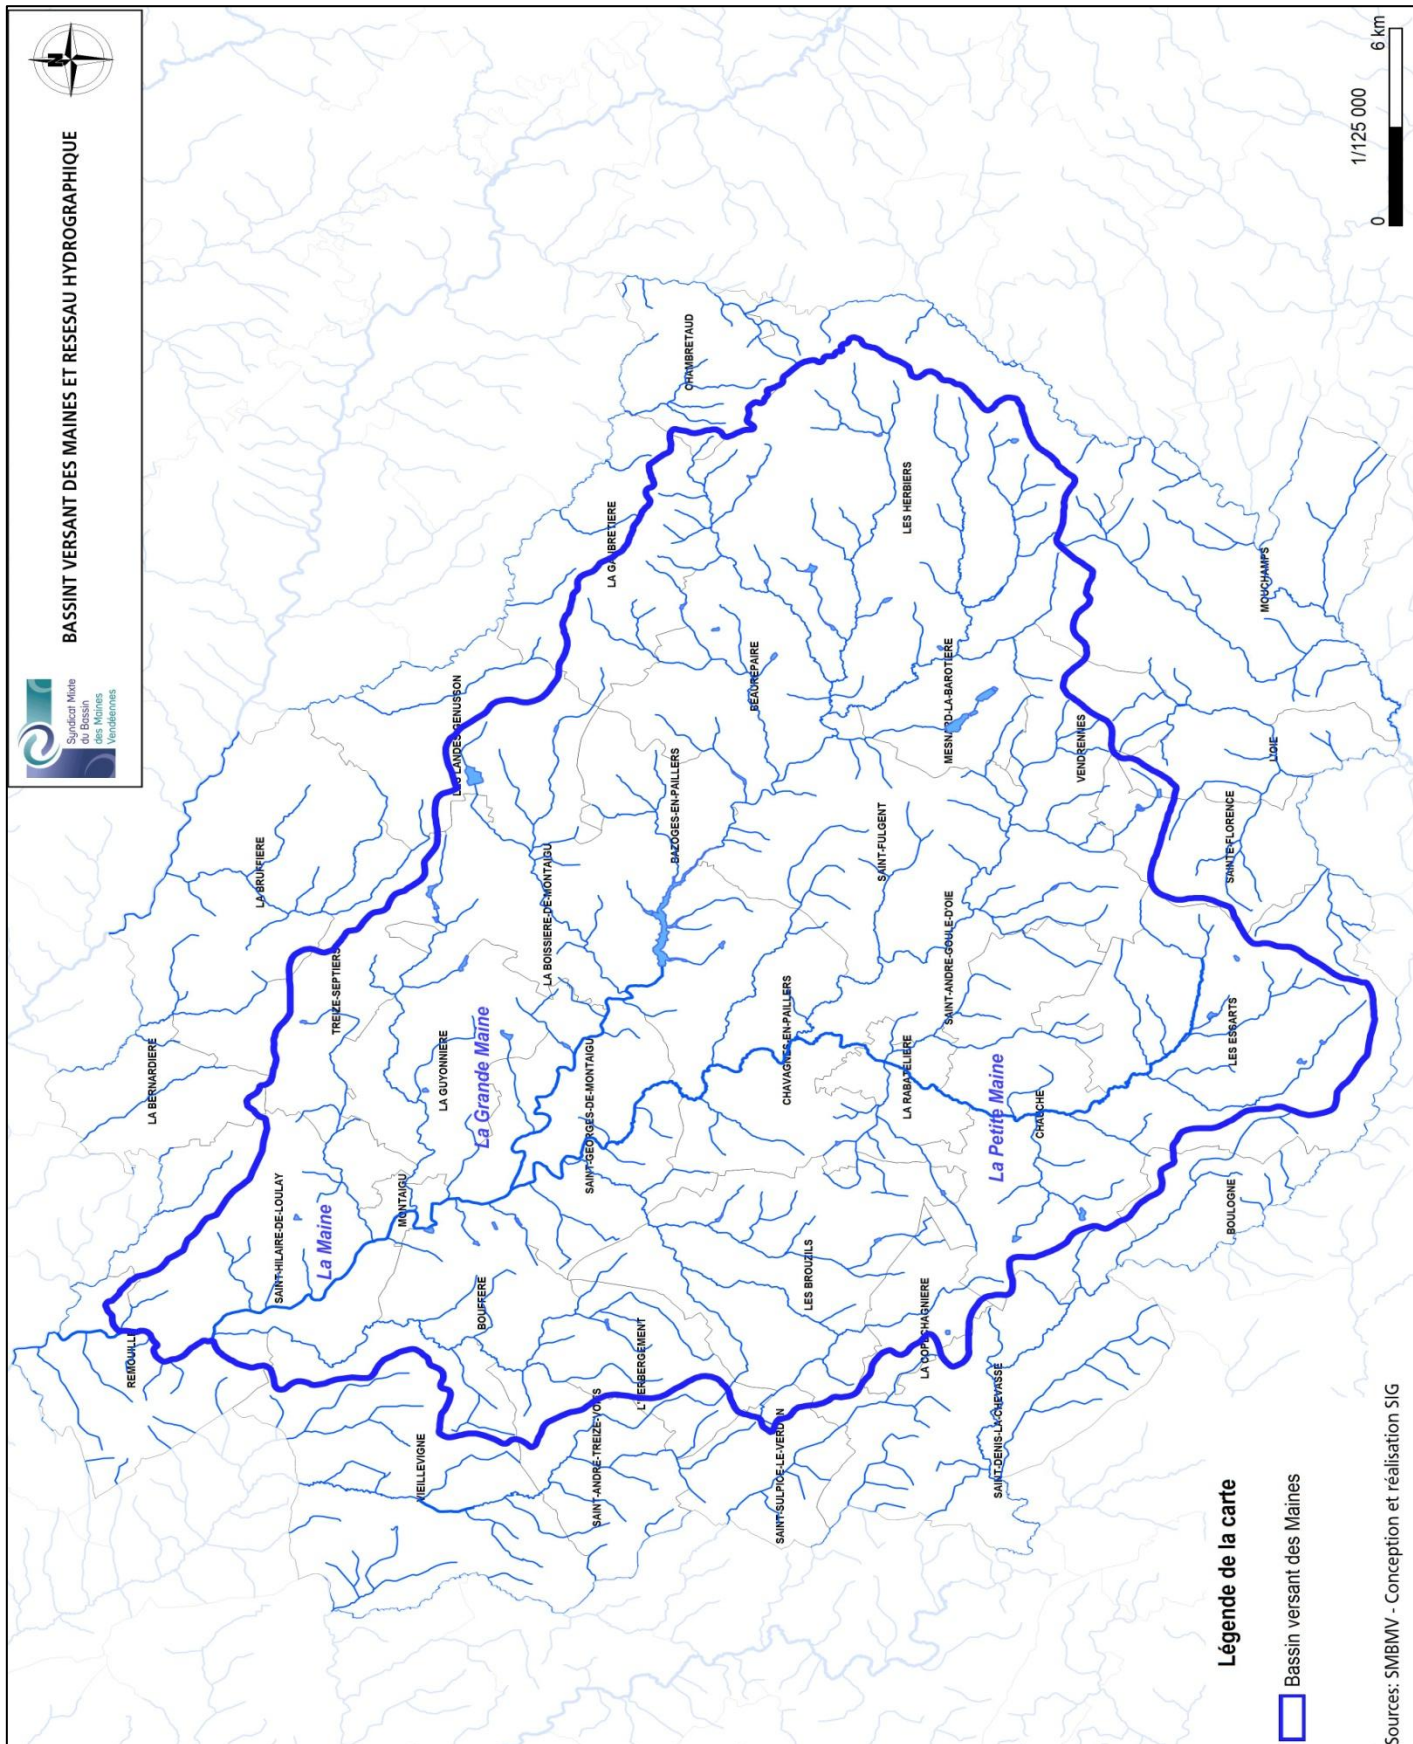 N
BASSINT VERSANT DES MAINES ET RESEAU HYDROGRAPHIQUE
Syndicat Mixte
du Bassin
des Maines
Vendéennes
REMOUILLE
LA BERNARDIERE
LA BRUFFIERE
SAINT-HILAIRE-DE-LOULAY
La Maine
TREIZE-SEPTIERS
MONTAIGU
LA GUYONNIERE
La Grande Maine
LES LANDES-GENUSSON
VIEILLEVIGNE
BOUFFERE
LA BOISSIERE-DE-MONTAIGU
SAINT-GEORGES-DE-MONTAIGU
LA GAUBRETIERE
CHAMBRETAUD
SAINT-ANDRE-TREIZE-VOIES
L'HERBERGEMENT
BAZOGES-EN-PAILLERS
BEAUREPAIRE
SAINT-SULPICE-LE-VERDON
LES BROUZILS
CHAVAGNES-EN-PAILLERS
SAINT-FULGENT
LES HERBIERS
LA COPECHAGNIERE
LA RABATELIERE
SAINT-ANDRE-GOULE-D'OIE
MESNARD-LA-BAROTIERE
SAINT-DENIS-LA-CHEVASSE
La Petite Maine
CHAUCHE
VENDRENNES
BOULOGNE
LES ESSARTS
SAINTE-FLORENCE
L'OIE
MOUCHAMPS
1/125 000
0 6 km
Légende de la carte
Bassin versant des Maines
Sources: SMBMV - Conception et réalisation SIG